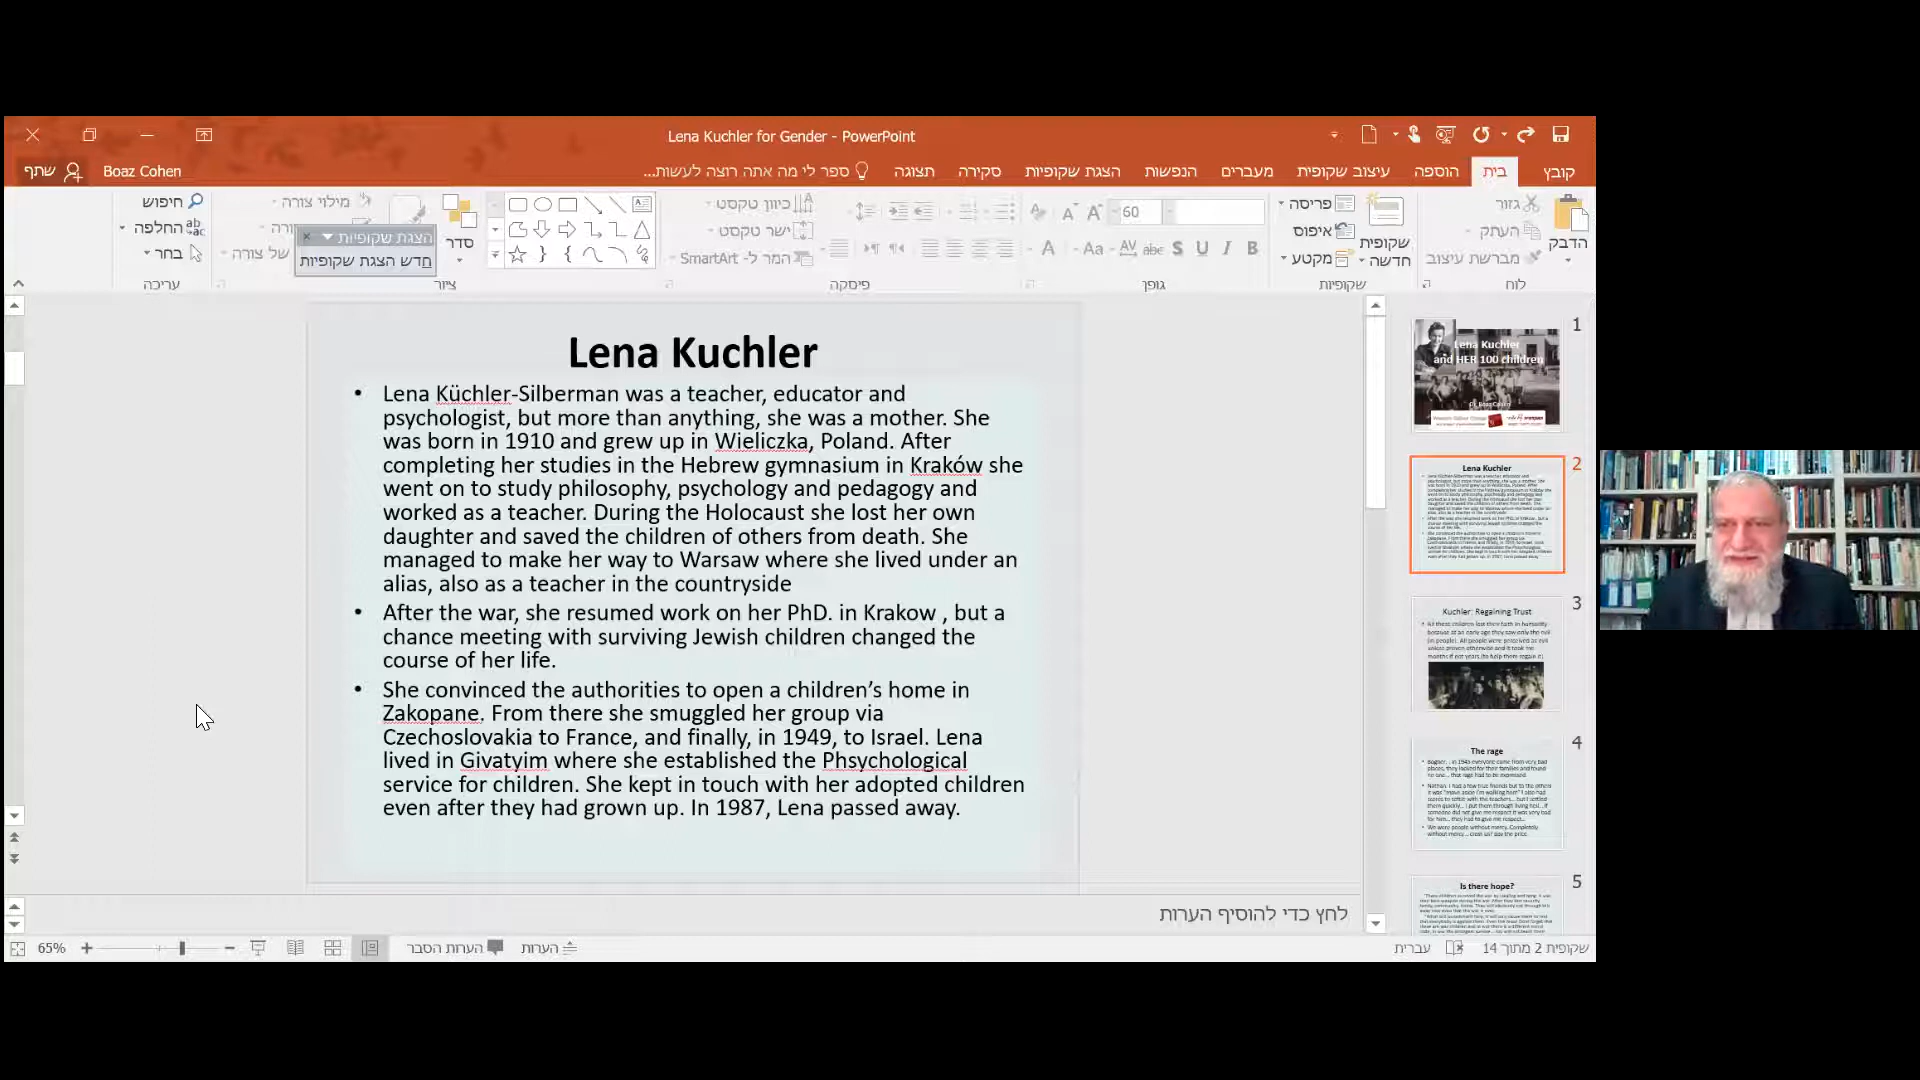 Lena Kuchler for Gender - PowerPoint
שתף
Boaz Cohen
קובץ
בית
הוספה
עיצוב שקופיות
מעברים
הנפשות
הצגת שקופיות
סקירה
תצוגה
ספר לי מה אתה רוצה לעשות...
הדבק
גזור
העתק
מברשת עיצוב
לוח
שקופית
חדשה
פריסה
איפוס
מקטע
שקופיות
60
Aa
AV
abc
S
U
I
B
גופן
כיוון טקסט
ישר טקסט
המר ל- SmartArt
פיסקה
סדר
מילוי צורה
של צורה
ציור
הצגת שקופיות
חדש הצגת שקופיות
חיפוש
החלפה
בחר
עריכה
Lena Kuchler
• Lena Küchler-Silberman was a teacher, educator and
psychologist, but more than anything, she was a mother. She
was born in 1910 and grew up in Wieliczka, Poland. After
completing her studies in the Hebrew gymnasium in Kraków she
went on to study philosophy, psychology and pedagogy and
worked as a teacher. During the Holocaust she lost her own
daughter and saved the children of others from death. She
managed to make her way to Warsaw where she lived under an
alias, also as a teacher in the countryside
• After the war, she resumed work on her PhD. in Krakow , but a
chance meeting with surviving Jewish children changed the
course of her life.
• She convinced the authorities to open a children’s home in
Zakopane. From there she smuggled her group via
Czechoslovakia to France, and finally, in 1949, to Israel. Lena
lived in Givatyim where she established the Phsychological
service for children. She kept in touch with her adopted children
even after they had grown up. In 1987, Lena passed away.
1
Lena Kuchler
and HER 100 children
2
Lena Kuchler
3
Kuchler: Regaining Trust
4
The rage
5
Is there hope?
לחץ כדי להוסיף הערות
שקופית 2 מתוך 14
עברית
הערות
הערות הסבר
65%